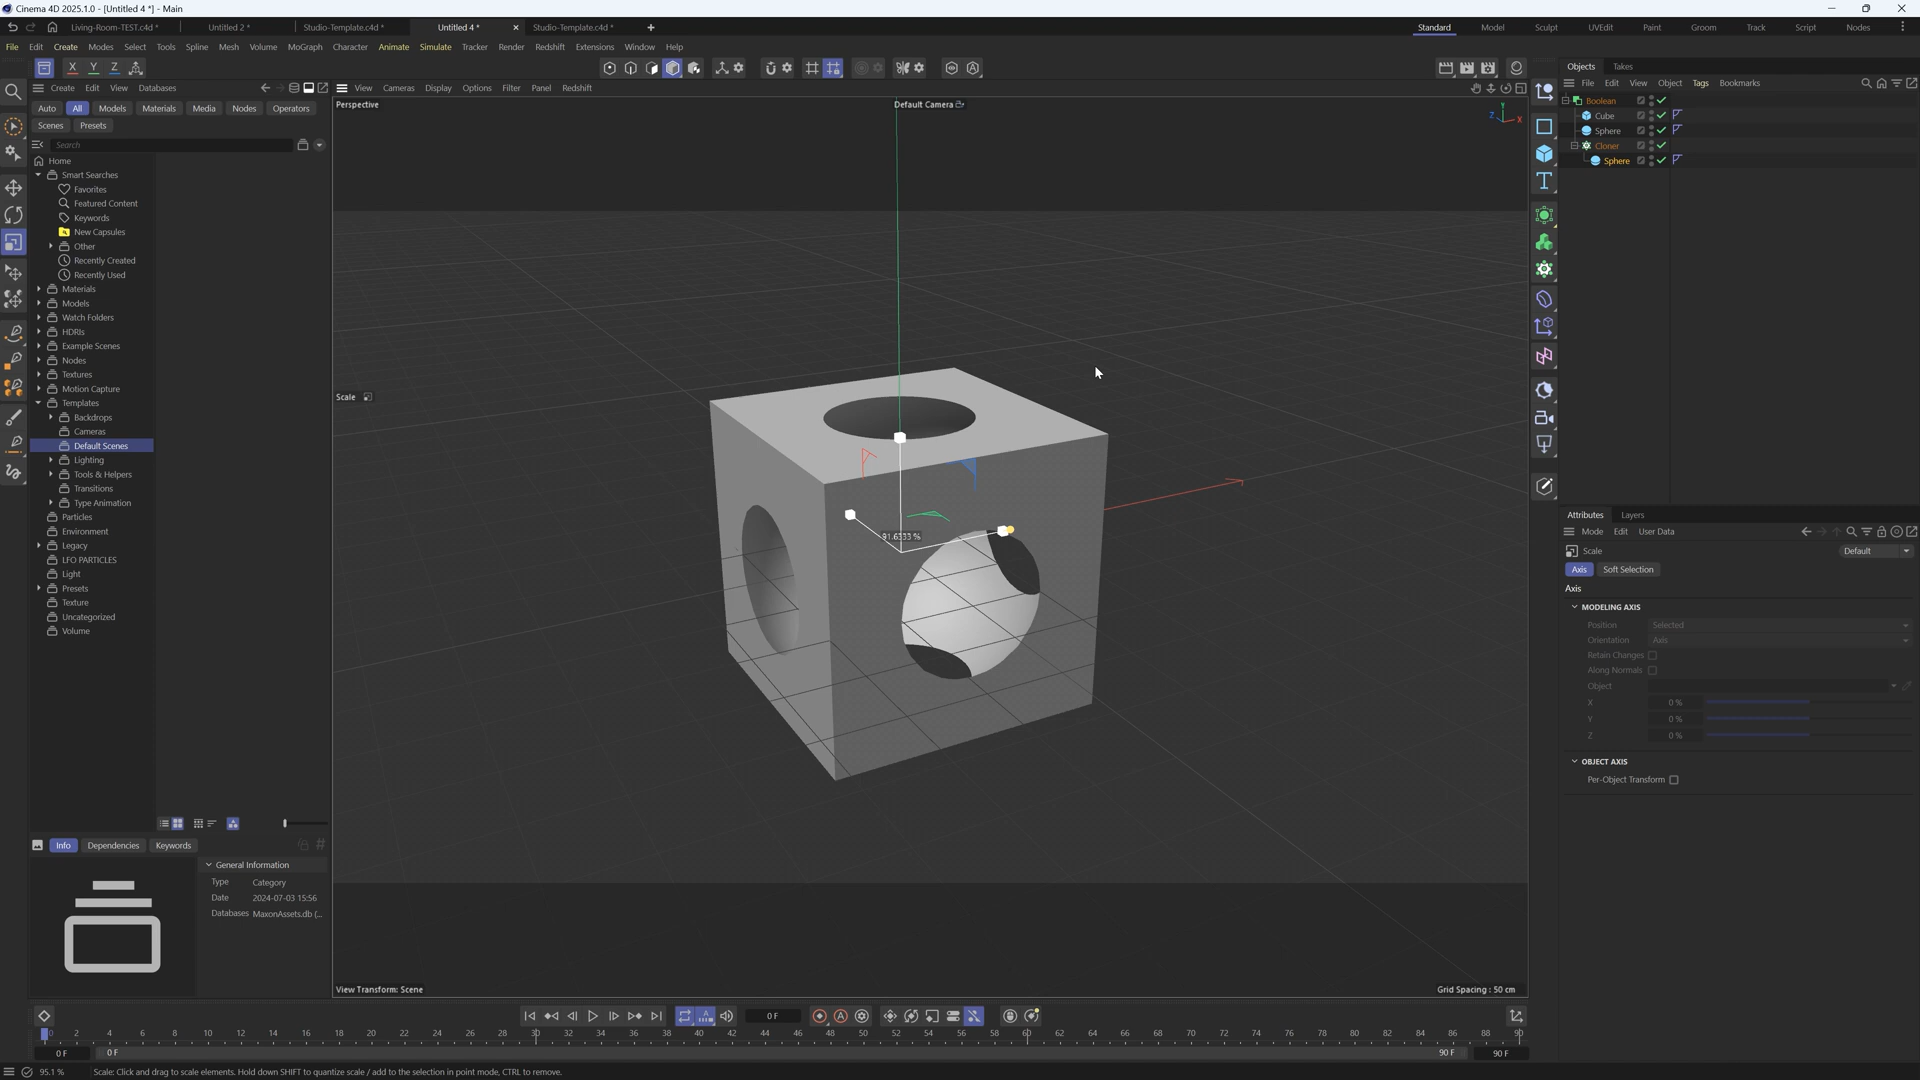 Cinema 4D 2025.1.0 - [Untitled 4 *] - Main
Living-Room-TEST.c4d * Untitled 2 * Studio-Template.c4d * Untitled 4 * Studio-Template.c4d *
Standard Model Sculpt UVEdit Paint Groom Track Script Nodes
File Edit Create Modes Select Tools Spline Mesh Volume MoGraph Character Animate Simulate Tracker Render Redshift Extensions Window Help
X Y Z
Create Edit View Databases
Auto All Models Materials Media Nodes Operators
Scenes Presets
Search
Home
Smart Searches
Favorites
Featured Content
Keywords
New Capsules
Other
Recently Created
Recently Used
Materials
Models
Watch Folders
HDRIs
Example Scenes
Nodes
Textures
Motion Capture
Templates
Backdrops
Cameras
Default Scenes
Lighting
Tools & Helpers
Transitions
Type Animation
Particles
Environment
Legacy
LFO PARTICLES
Light
Presets
Texture
Uncategorized
Volume
Info Dependencies Keywords
General Information
Type Category
Date 2024-07-03 15:56
Databases MaxonAssets.db (...
View Cameras Display Options Filter Panel Redshift
Perspective
Default Camera
Y
Z X
Scale
91.6333 %
View Transform: Scene
Grid Spacing : 50 cm
Objects Takes
File Edit View Object Tags Bookmarks
Boolean
Cube
Sphere
Cloner
Sphere
Attributes Layers
Mode Edit User Data
Scale Default
Axis Soft Selection
Axis
MODELING AXIS
Position Selected
Orientation Axis
Retain Changes
Along Normals
Object
X 0 %
Y 0 %
Z 0 %
OBJECT AXIS
Per-Object Transform
0 F
0 2 4 6 8 10 12 14 16 18 20 22 24 26 28 30 32 34 36 38 40 42 44 46 48 50 52 54 56 58 60 62 64 66 68 70 72 74 76 78 80 82 84 86 88 90
0 F 0 F 90 F 90 F
95.1 % Scale: Click and drag to scale elements. Hold down SHIFT to quantize scale / add to the selection in point mode, CTRL to remove.